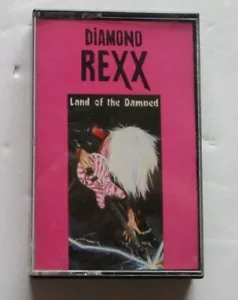 DiAMOND
REXX
Land of the Damned